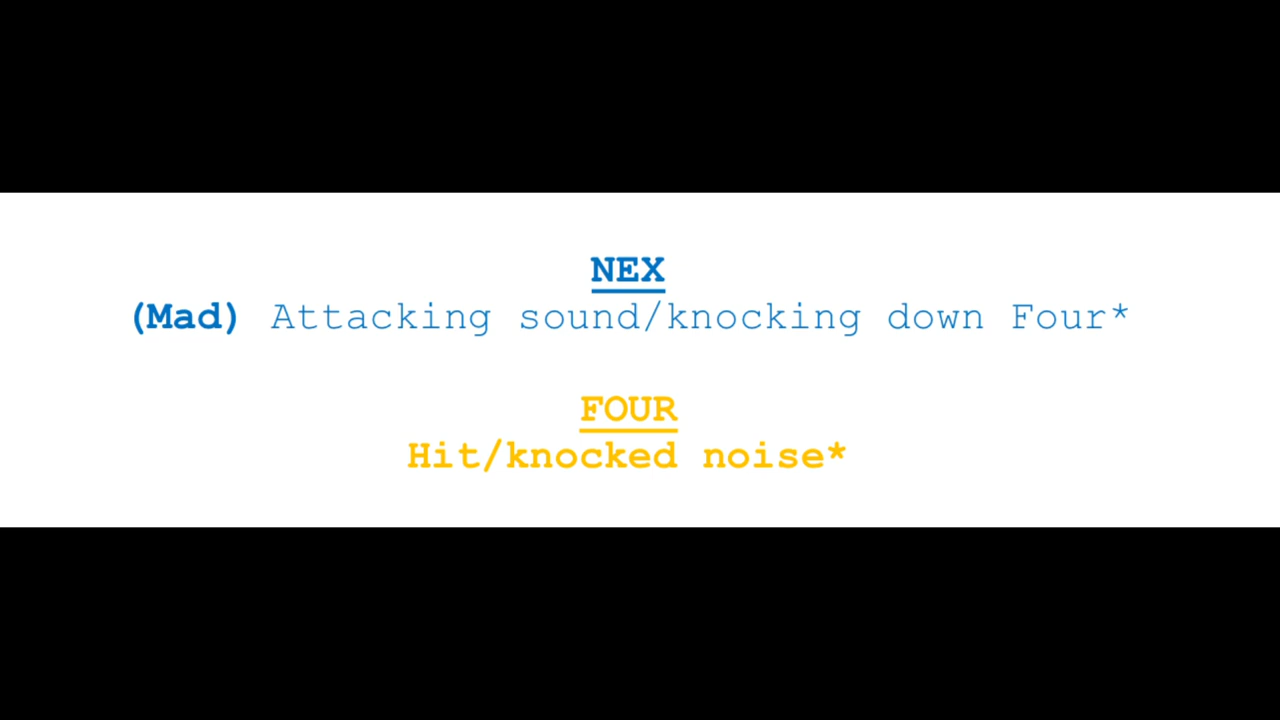 NEX
(Mad) Attacking sound/knocking down Four*
FOUR
Hit/knocked noise*